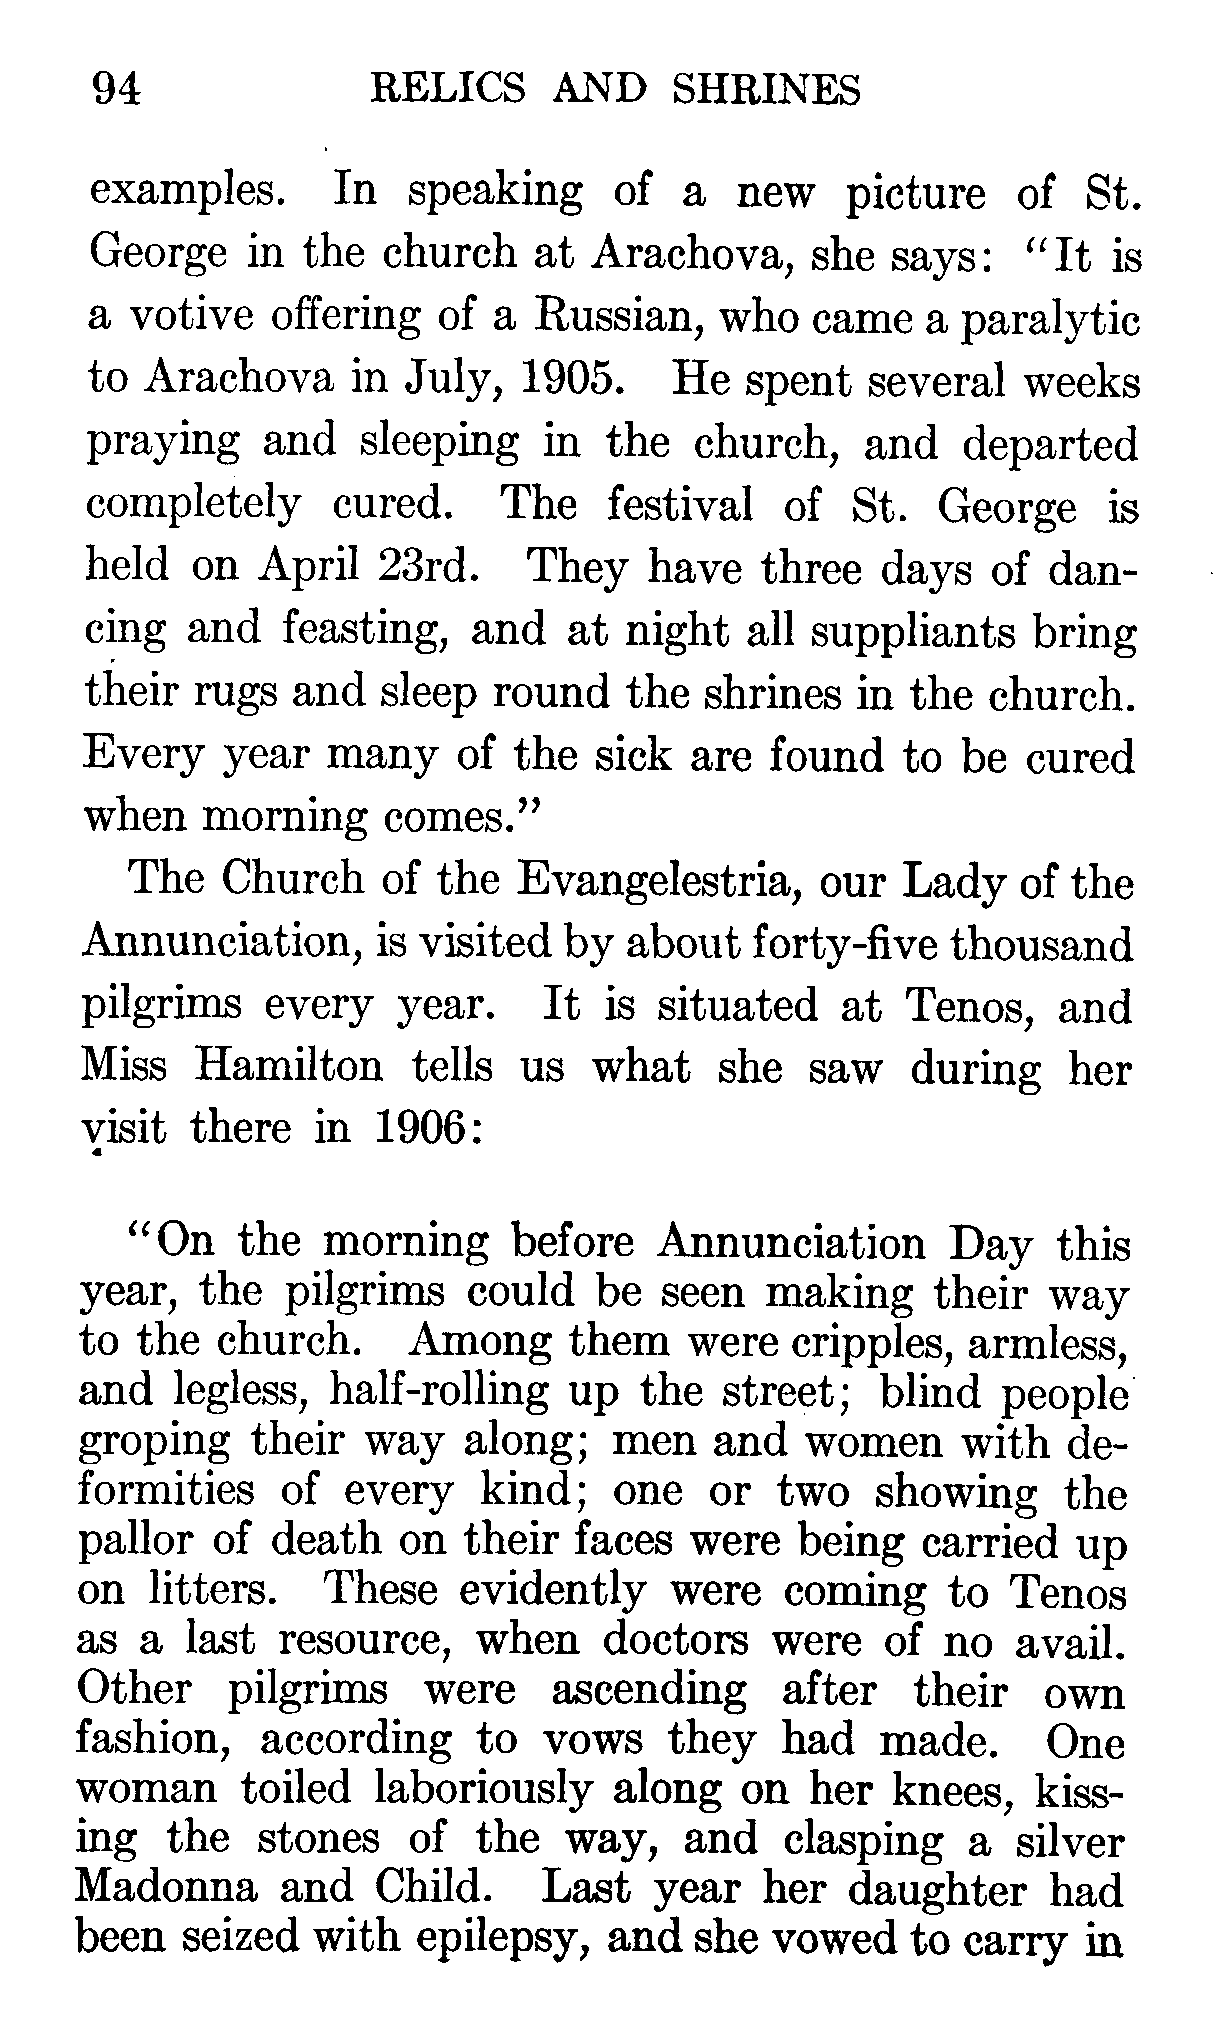 94 RELICS AND SHRINES
examples. In speaking of a new picture of St.
George in the church at Arachova, she says: "It is
a votive offering of a Russian, who came a paralytic
to Arachova in July, 1905. He spent several weeks
praying and sleeping in the church, and departed
completely cured. The festival of St. George is
held on April 23rd. They have three days of dan-
cing and feasting, and at night all suppliants bring
their rugs and sleep round the shrines in the church.
Every year many of the sick are found to be cured
when morning comes."
The Church of the Evangelestria, our Lady of the
Annunciation, is visited by about forty-five thousand
pilgrims every year. It is situated at Tenos, and
Miss Hamilton tells us what she saw during her
visit there in 1906:
"On the morning before Annunciation Day this
year, the pilgrims could be seen making their way
to the church. Among them were cripples, armless,
and legless, half-rolling up the street; blind people
groping their way along; men and women with de-
formities of every kind; one or two showing the
pallor of death on their faces were being carried up
on litters. These evidently were coming to Tenos
as a last resource, when doctors were of no avail.
Other pilgrims were ascending after their own
fashion, according to vows they had made. One
woman toiled laboriously along on her knees, kiss-
ing the stones of the way, and clasping a silver
Madonna and Child. Last year her daughter had
been seized with epilepsy, and she vowed to carry in